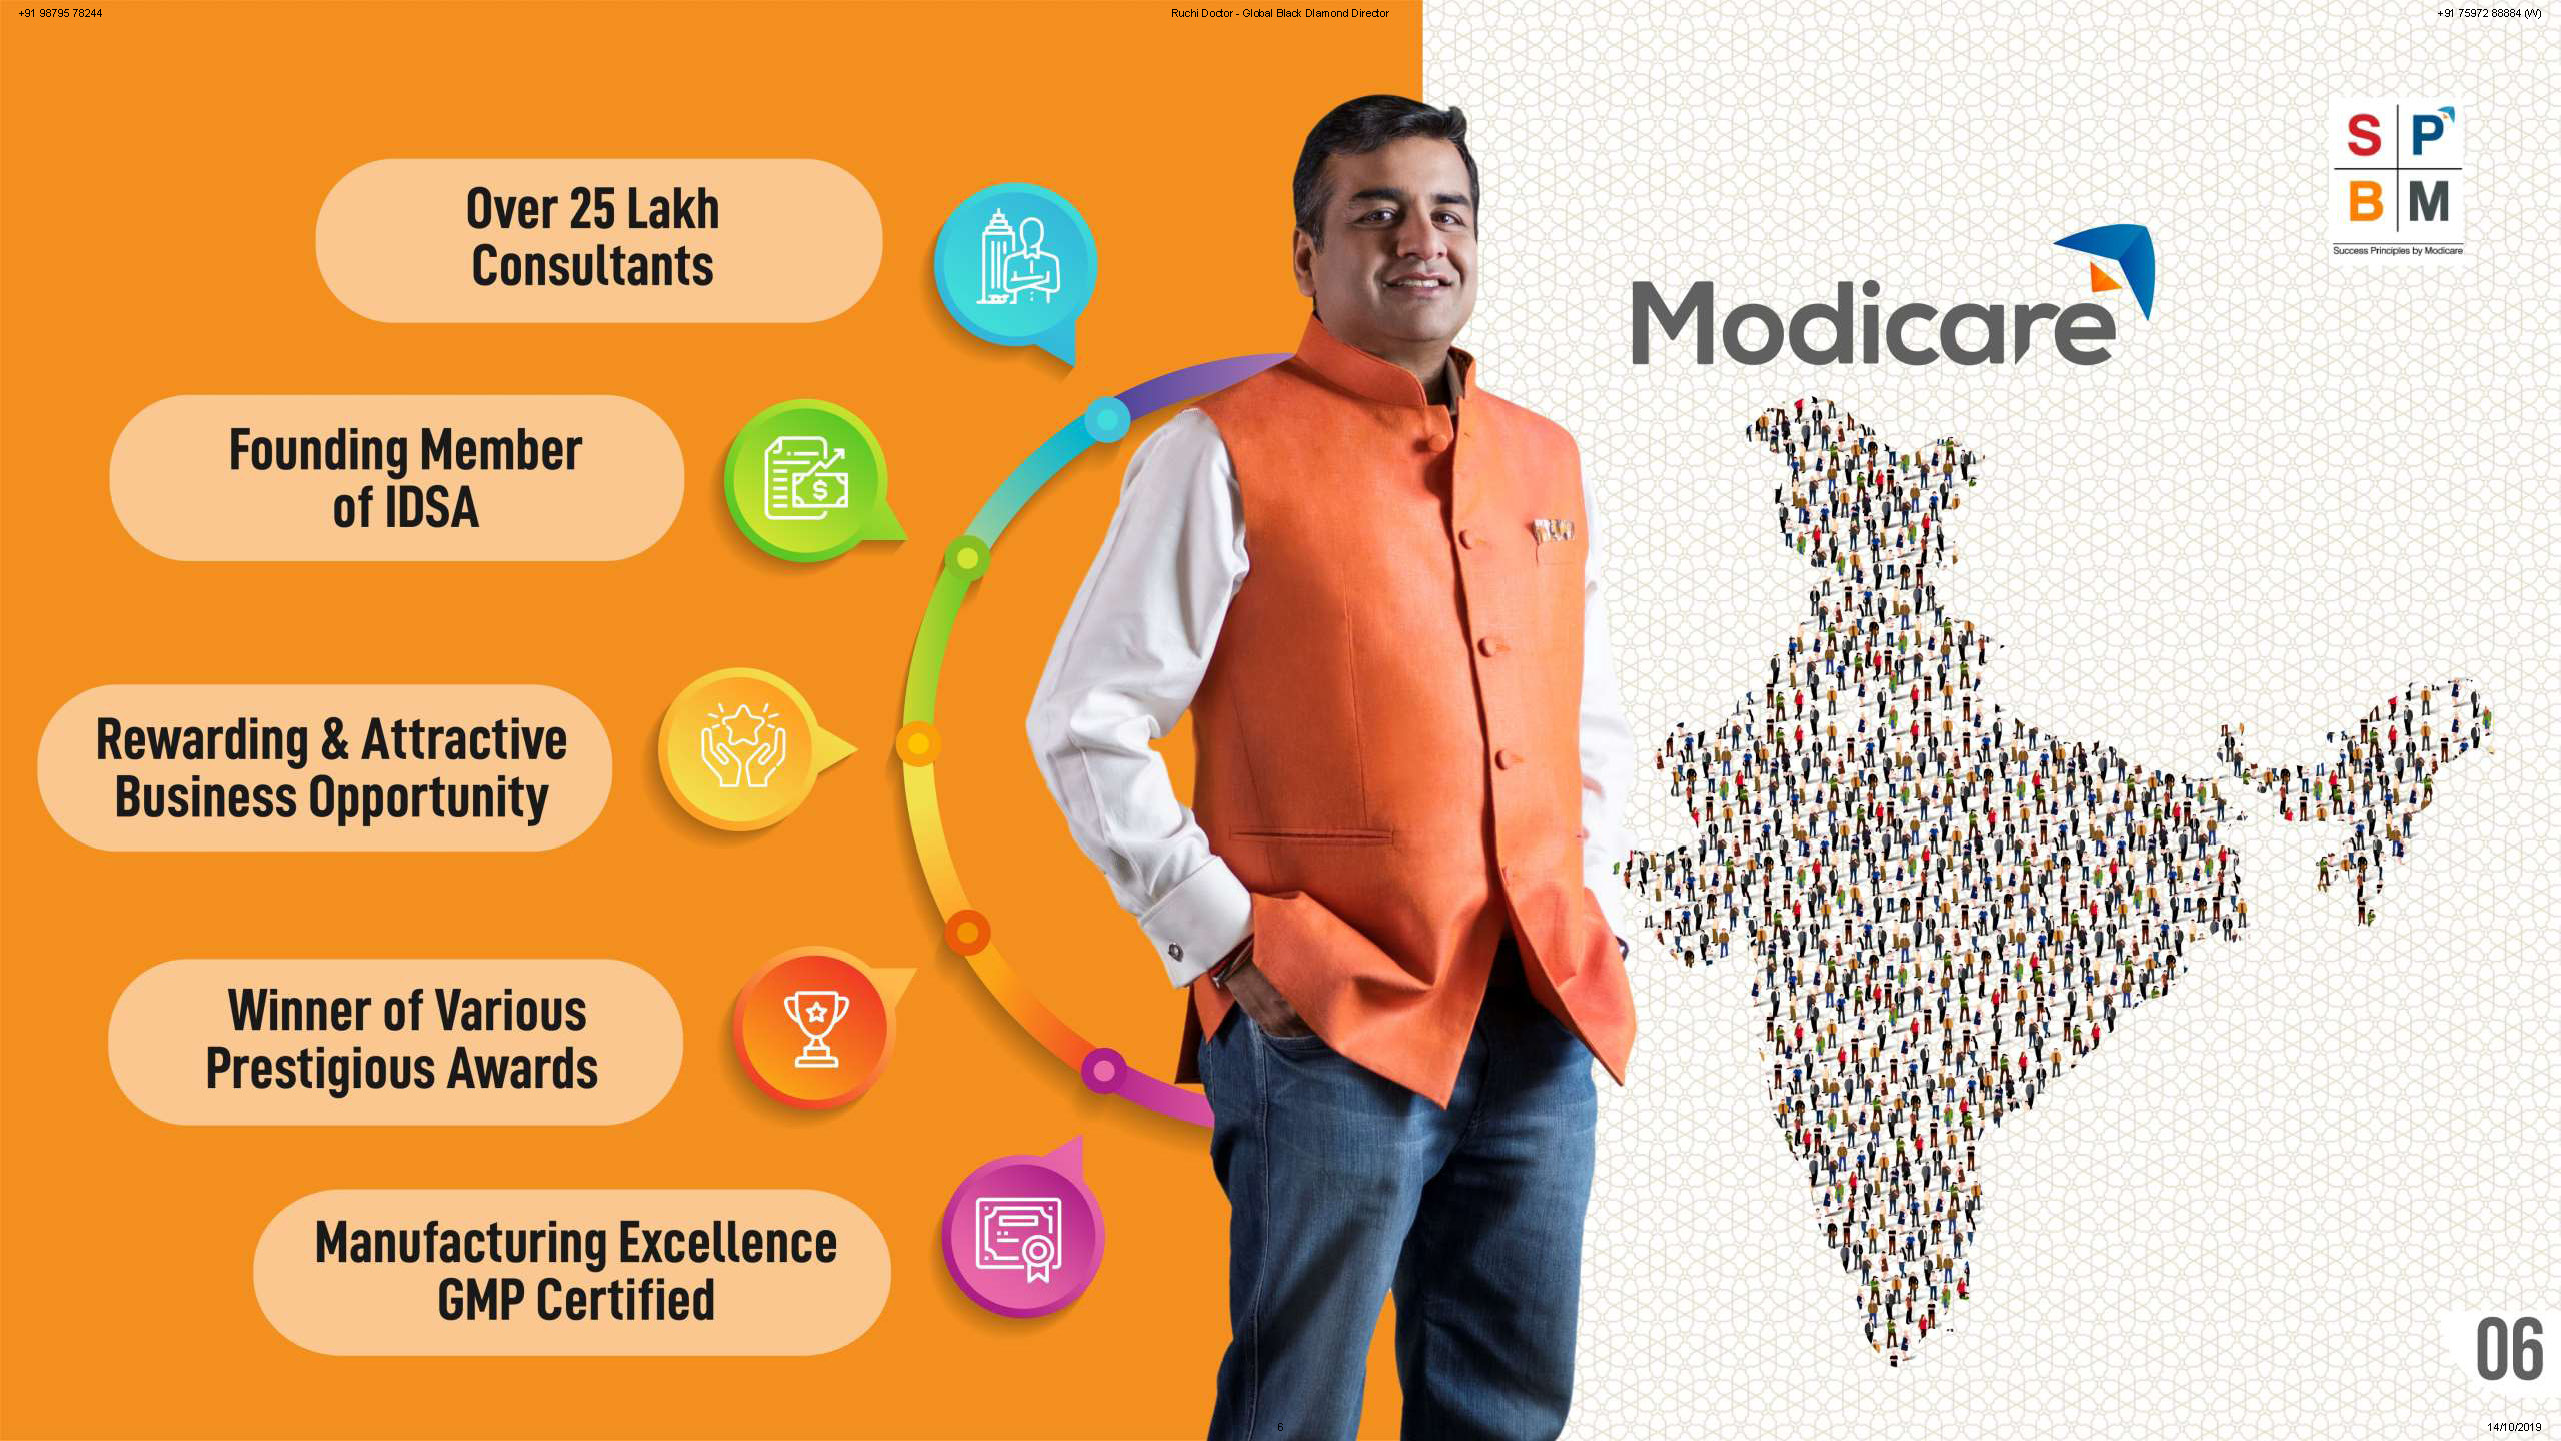 +91 98795 78244
Ruchi Doctor - Global Black DIamond Director
+91 75972 88884 (W)
Over 25 Lakh
Consultants
Founding Member
of IDSA
Rewarding & Attractive
Business Opportunity
Winner of Various
Prestigious Awards
Manufacturing Excellence
GMP Certified
$
S P
B M
Success Principles by Modicare
Modicare
06
6
14/10/2019